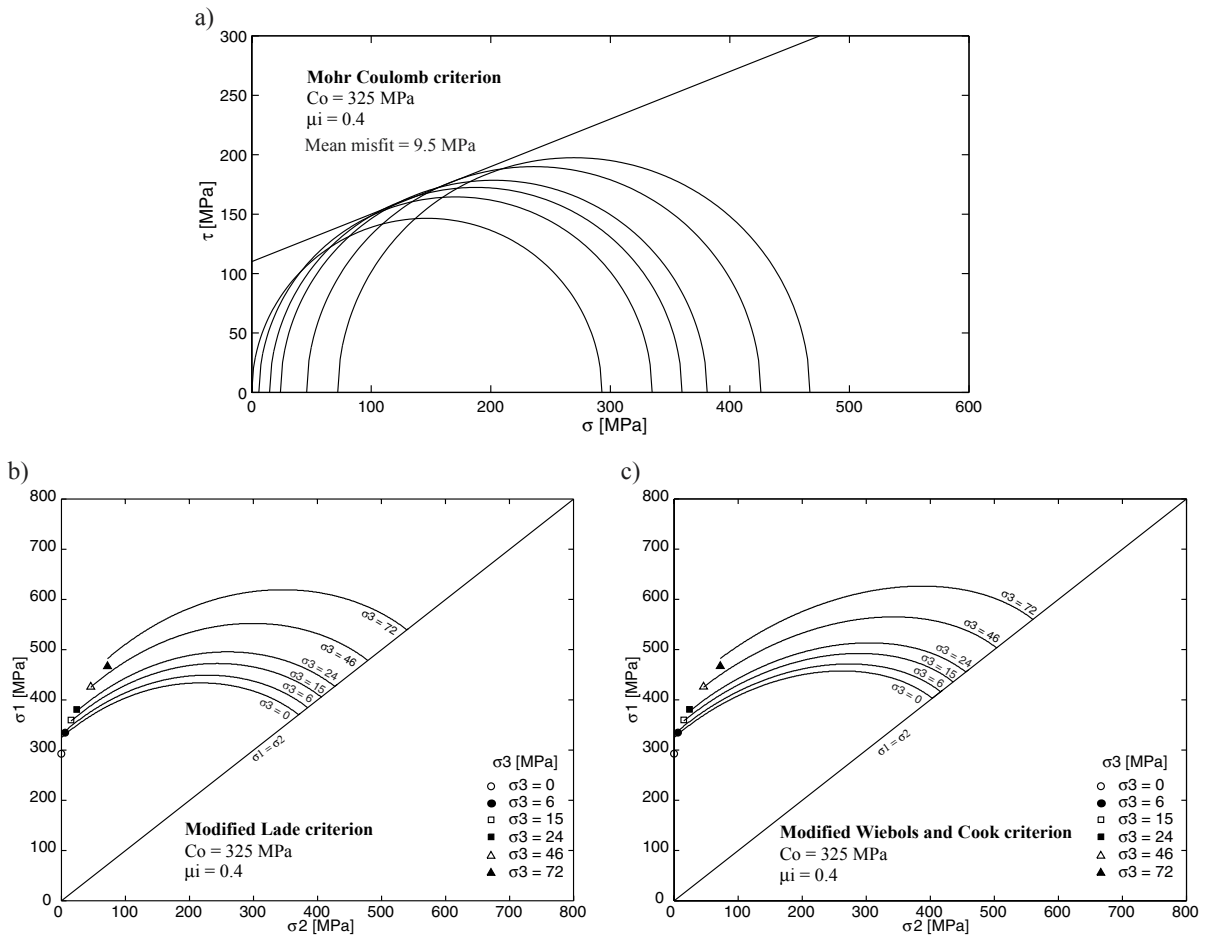 a)
300
250
200
150
100
50
0
τ [MPa]
Mohr Coulomb criterion
Co = 325 MPa
μi = 0.4
Mean misfit = 9.5 MPa
0 100 200 300 400 500 600
σ [MPa]
b)
800
700
600
500
400
300
200
100
0
σ1 [MPa]
σ3 = 72
σ3 = 46
σ3 = 24
σ3 = 15
σ3 = 6
σ3 = 0
σ1 = σ2
σ3 [MPa]
σ3 = 0
σ3 = 6
σ3 = 15
σ3 = 24
σ3 = 46
σ3 = 72
Modified Lade criterion
Co = 325 MPa
μi = 0.4
0 100 200 300 400 500 600 700 800
σ2 [MPa]
c)
800
700
600
500
400
300
200
100
0
σ1 [MPa]
σ3 = 72
σ3 = 46
σ3 = 24
σ3 = 15
σ3 = 6
σ3 = 0
σ1 = σ2
σ3 [MPa]
σ3 = 0
σ3 = 6
σ3 = 15
σ3 = 24
σ3 = 46
σ3 = 72
Modified Wiebols and Cook criterion
Co = 325 MPa
μi = 0.4
0 100 200 300 400 500 600 700 800
σ2 [MPa]